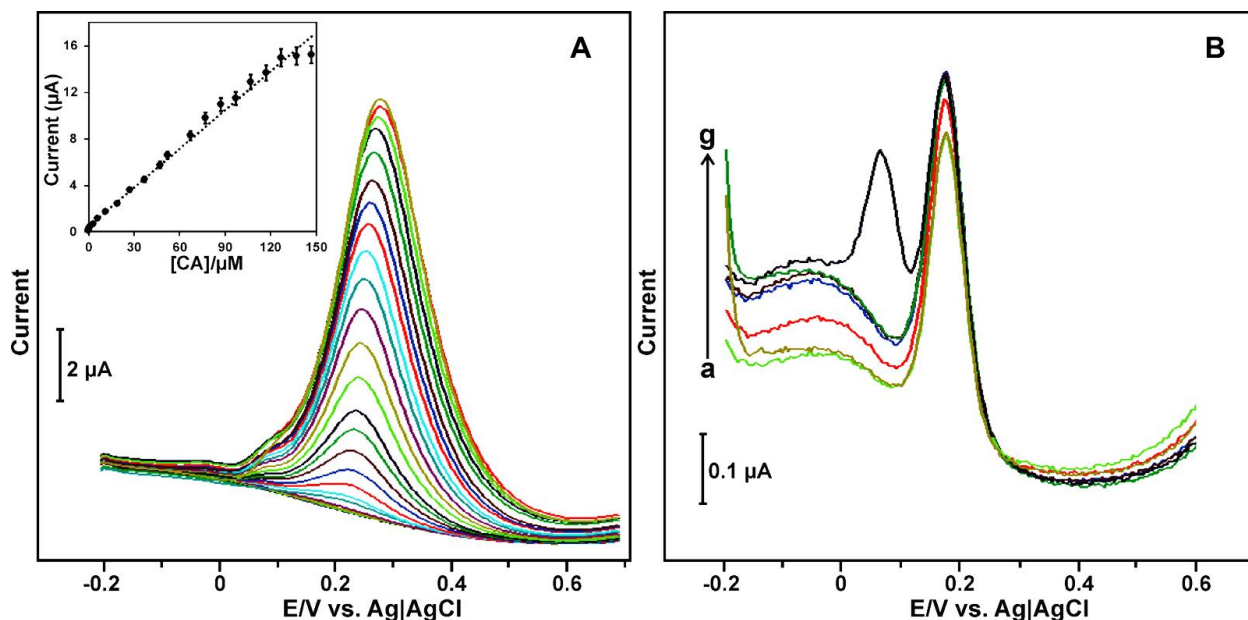 A
16
12
8
4
0
Current (µA)
0 30 60 90 120 150
[CA]/µM
Current
2 µA
-0.2 0 0.2 0.4 0.6
E/V vs. Ag|AgCl
B
g
a
Current
0.1 µA
-0.2 0 0.2 0.4 0.6
E/V vs. Ag|AgCl